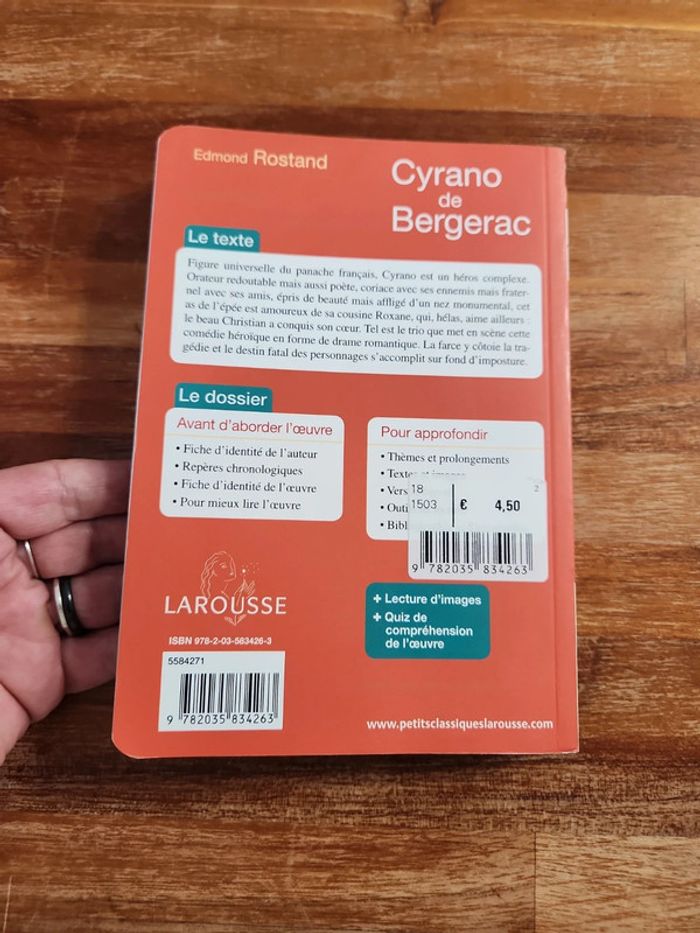 Edmond Rostand
Cyrano
de
Bergerac
Le texte
Figure universelle du panache français, Cyrano est un héros complexe.
Orateur redoutable mais aussi poète, coriace avec ses ennemis mais frater-
nel avec ses amis, épris de beauté mais affligé d'un nez monumental, cet
as de l'épée est amoureux de sa cousine Roxane, qui, hélas, aime ailleurs :
le beau Christian a conquis son cœur. Tel est le trio que met en scène cette
comédie héroïque en forme de drame romantique. La farce y côtoie la tra-
gédie et le destin fatal des personnages s'accomplit sur fond d'imposture.
Le dossier
Avant d'aborder l'œuvre
• Fiche d'identité de l'auteur
• Repères chronologiques
• Fiche d'identité de l'œuvre
• Pour mieux lire l'œuvre
Pour approfondir
• Thèmes et prolongements
• Textes et images
• Vers
• Outi
• Bibl
18
1503
€ 4,50
2
9 782035 834263
LAROUSSE
ISBN 978-2-03-583426-3
5584271
9 782035 834263
+ Lecture d'images
+ Quiz de
compréhension
de l'œuvre
www.petitsclassiqueslarousse.com